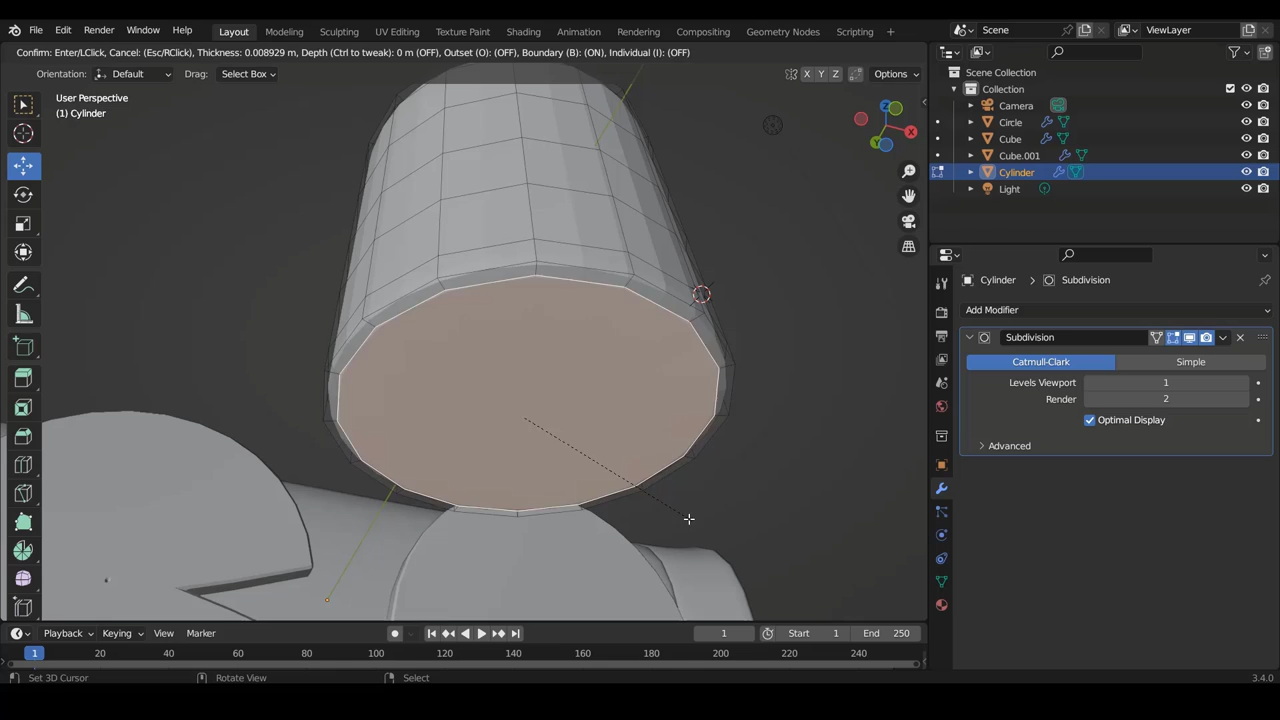 File Edit Render Window Help Layout Modeling Sculpting UV Editing Texture Paint Shading Animation Rendering Compositing Geometry Nodes Scripting + Scene ViewLayer
Confirm: Enter/LClick, Cancel: (Esc/RClick), Thickness: 0.008929 m, Depth (Ctrl to tweak): 0 m (OFF), Outset (O): (OFF), Boundary (B): (ON), Individual (I): (OFF)
Orientation: Default Drag: Select Box X Y Z Options
User Perspective
(1) Cylinder
Z
X
Y
Scene Collection
Collection
Camera
Circle
Cube
Cube.001
Cylinder
Light
Cylinder > Subdivision
Add Modifier
Subdivision
Catmull-Clark Simple
Levels Viewport 1
Render 2
Optimal Display
Advanced
Playback Keying View Marker 1 Start 1 End 250
1 20 40 60 80 100 120 140 160 180 200 220 240
Set 3D Cursor Rotate View Select 3.4.0